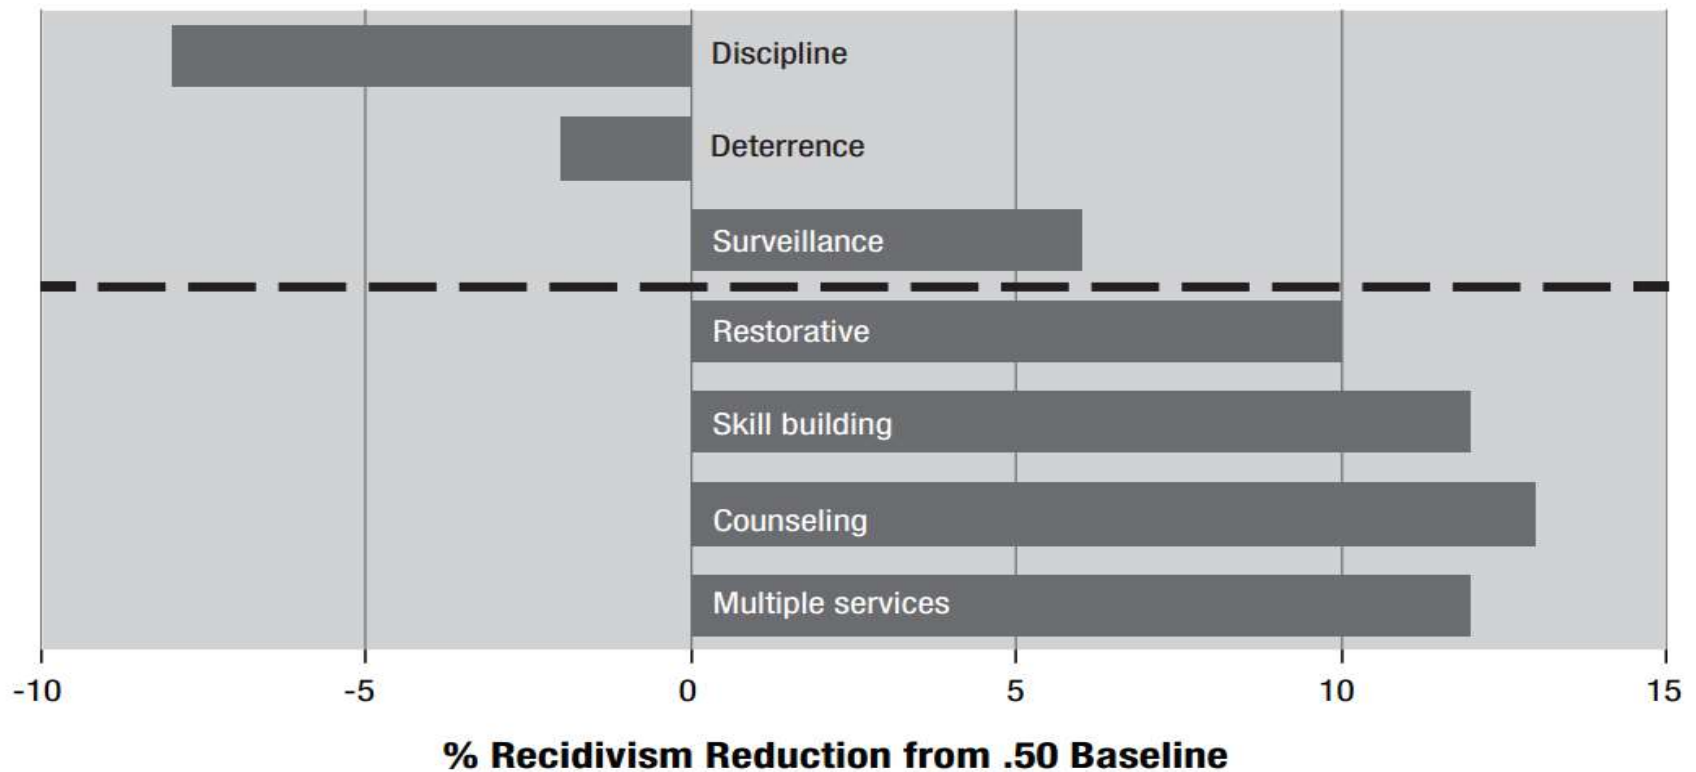 Discipline
Deterrence
Surveillance
Restorative
Skill building
Counseling
Multiple services
-10 -5 0 5 10 15
% Recidivism Reduction from .50 Baseline